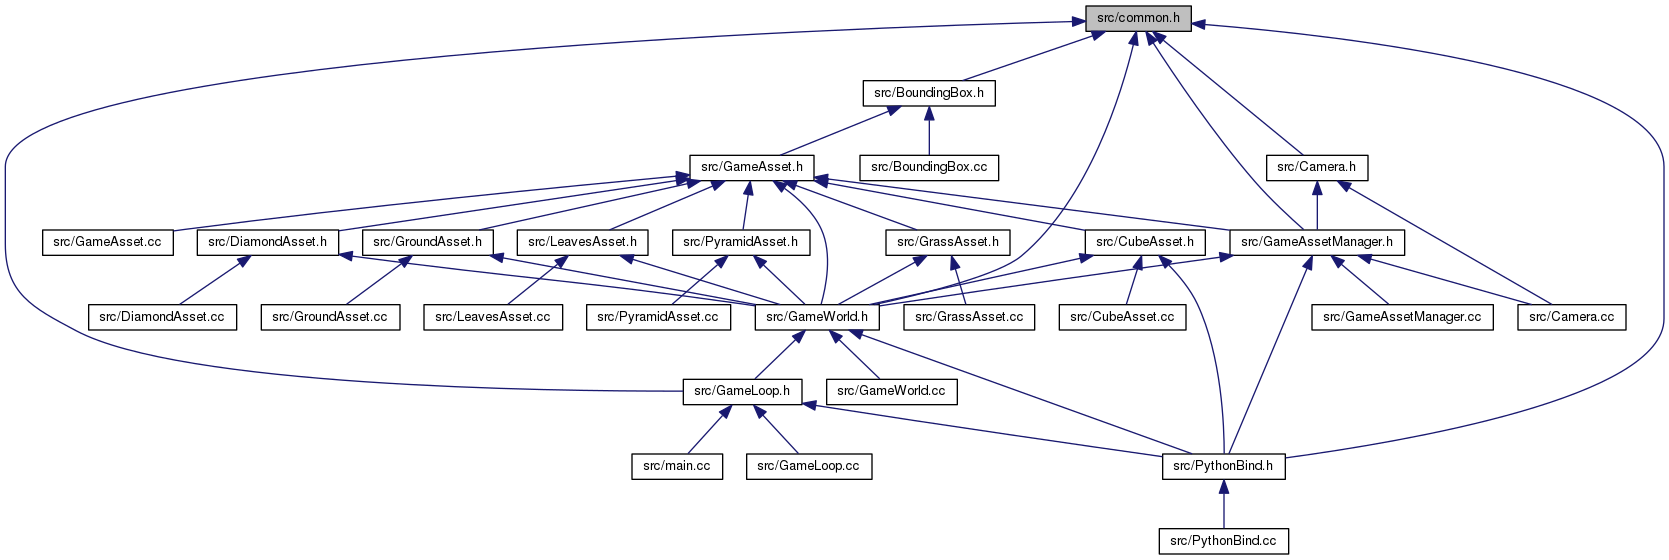 src/common.h
src/BoundingBox.h
src/GameAsset.h
src/BoundingBox.cc
src/Camera.h
src/GameAsset.cc
src/DiamondAsset.h
src/GroundAsset.h
src/LeavesAsset.h
src/PyramidAsset.h
src/GrassAsset.h
src/CubeAsset.h
src/GameAssetManager.h
src/DiamondAsset.cc
src/GroundAsset.cc
src/LeavesAsset.cc
src/PyramidAsset.cc
src/GameWorld.h
src/GrassAsset.cc
src/CubeAsset.cc
src/GameAssetManager.cc
src/Camera.cc
src/GameLoop.h
src/GameWorld.cc
src/main.cc
src/GameLoop.cc
src/PythonBind.h
src/PythonBind.cc